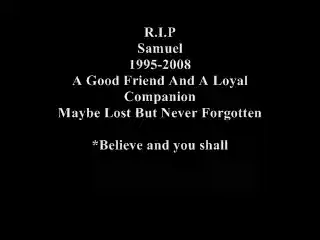 R.I.P
Samuel
1995-2008
A Good Friend And A Loyal
Companion
Maybe Lost But Never Forgotten
*Believe and you shall